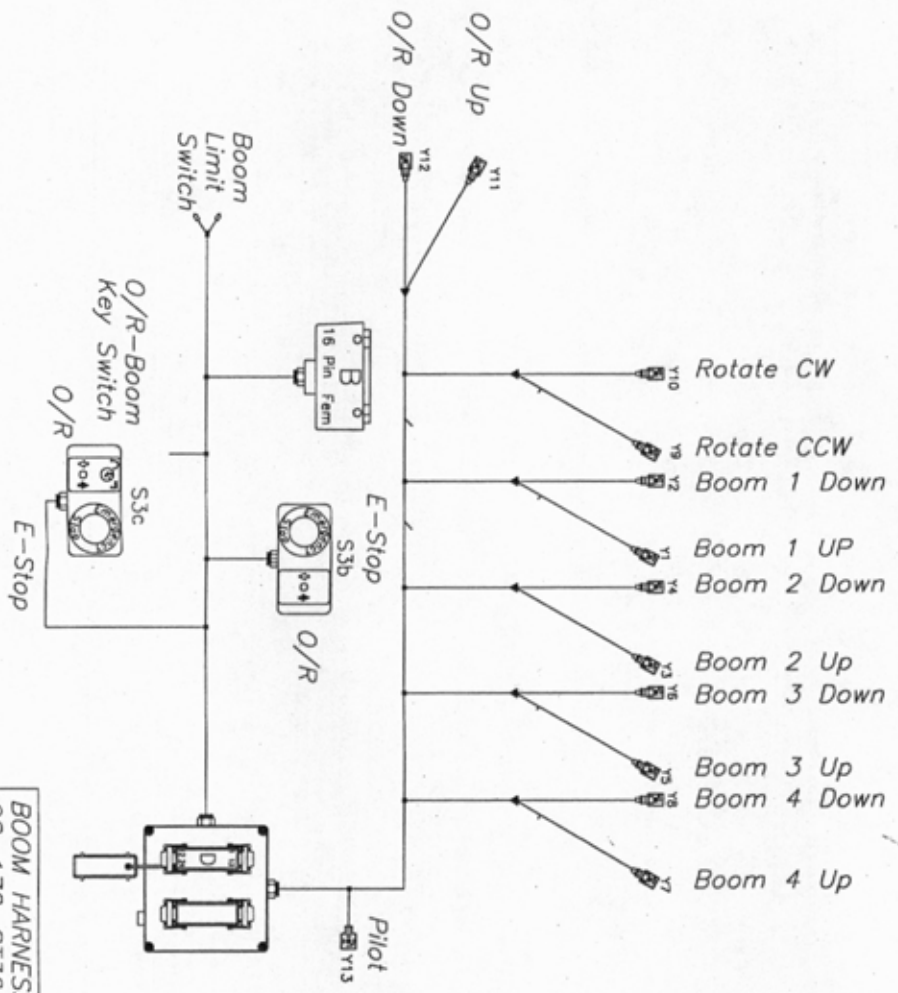 O/R Up
O/R Down
Y11
Y12
Y10
Rotate CW
Y9
Rotate CCW
Y2
Boom 1 Down
Y1
Boom 1 UP
Y4
Boom 2 Down
Y3
Boom 2 Up
Y6
Boom 3 Down
Y5
Boom 3 Up
Y8
Boom 4 Down
Y7
Boom 4 Up
Boom
Limit
Switch
B
16 Pin Fem
O/R-Boom
Key Switch
O/R
S3c
E-Stop
E-Stop
S3b
O/R
D
Pilot
Y13
BOOM HARNES